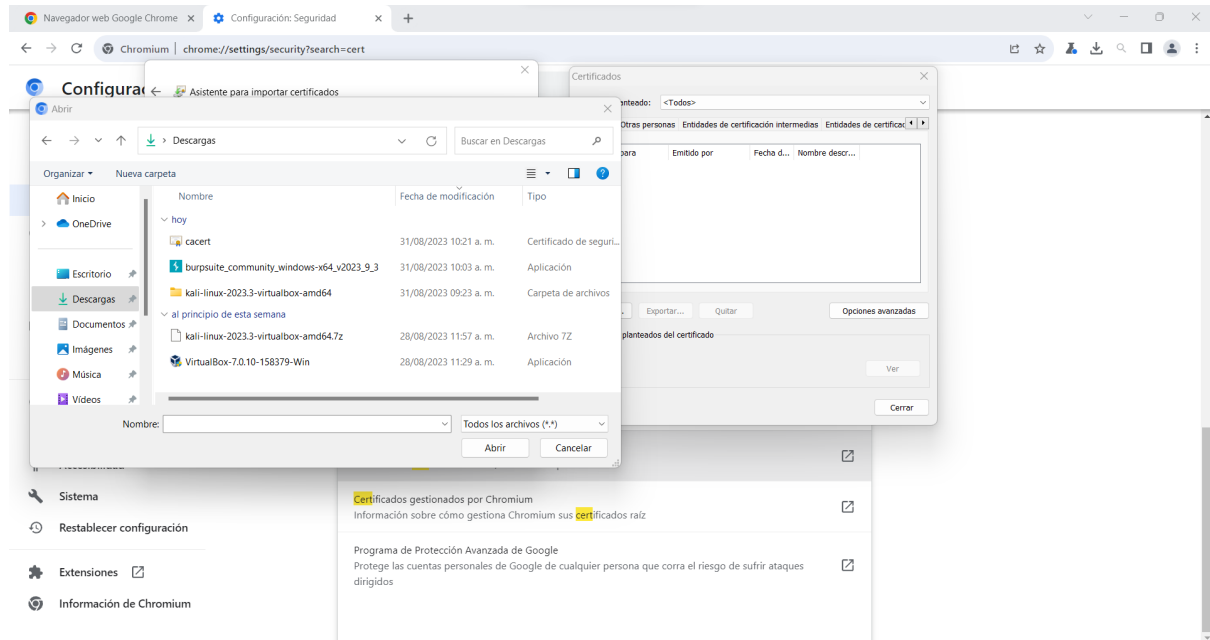 Navegador web Google Chrome
Configuración: Seguridad
Chromium | chrome://settings/security?search=cert
Asistente para importar certificados
Certificados
<Todos>
Otras personas Entidades de certificación intermedias
Emitido por Fecha d... Nombre descr...
Exportar... Quitar Opciones avanzadas
planteados del certificado
Ver
Cerrar
Abrir
Descargas
Buscar en Descargas
Organizar Nueva carpeta
Inicio
OneDrive
Escritorio
Descargas
Documentos
Imágenes
Música
Vídeos
Nombre Fecha de modificación Tipo
hoy
cacert 31/08/2023 10:21 a. m. Certificado de seguri...
burpsuite_community_windows-x64_v2023_9_3 31/08/2023 10:03 a. m. Aplicación
kali-linux-2023.3-virtualbox-amd64 31/08/2023 09:23 a. m. Carpeta de archivos
al principio de esta semana
kali-linux-2023.3-virtualbox-amd64.7z 28/08/2023 11:57 a. m. Archivo 7Z
VirtualBox-7.0.10-158379-Win 28/08/2023 11:29 a. m. Aplicación
Nombre: Todos los archivos (*.*)
Abrir Cancelar
Sistema
Restablecer configuración
Extensiones
Información de Chromium
Certificados gestionados por Chromium
Información sobre cómo gestiona Chromium sus certificados raíz
Programa de Protección Avanzada de Google
Protege las cuentas personales de Google de cualquier persona que corra el riesgo de sufrir ataques
dirigidos